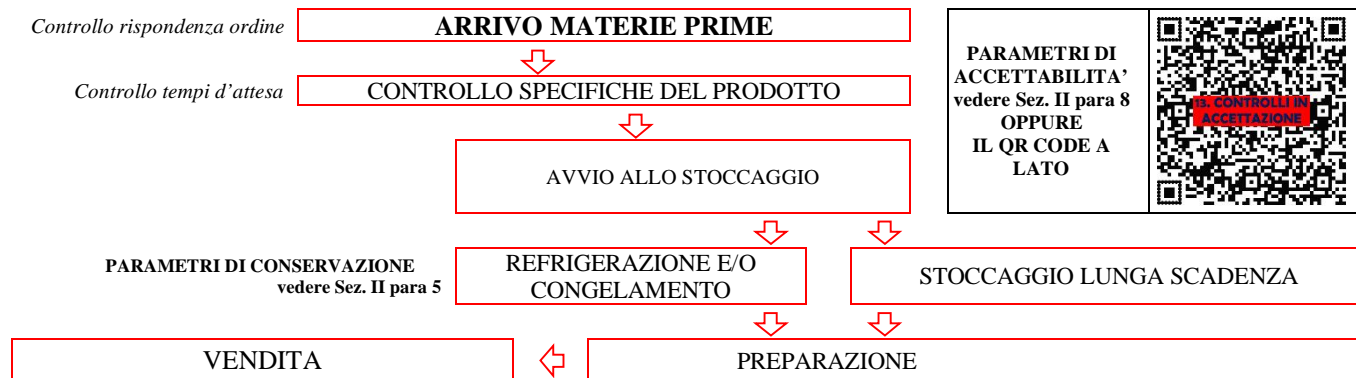 Controllo rispondenza ordine
ARRIVO MATERIE PRIME
Controllo tempi d'attesa
CONTROLLO SPECIFICHE DEL PRODOTTO
PARAMETRI DI
ACCETTABILITA’
vedere Sez. II para 8
OPPURE
IL QR CODE A
LATO
13. CONTROLLI IN
ACCETTAZIONE
AVVIO ALLO STOCCAGGIO
PARAMETRI DI CONSERVAZIONE
vedere Sez. II para 5
REFRIGERAZIONE E/O
CONGELAMENTO
STOCCAGGIO LUNGA SCADENZA
VENDITA
PREPARAZIONE